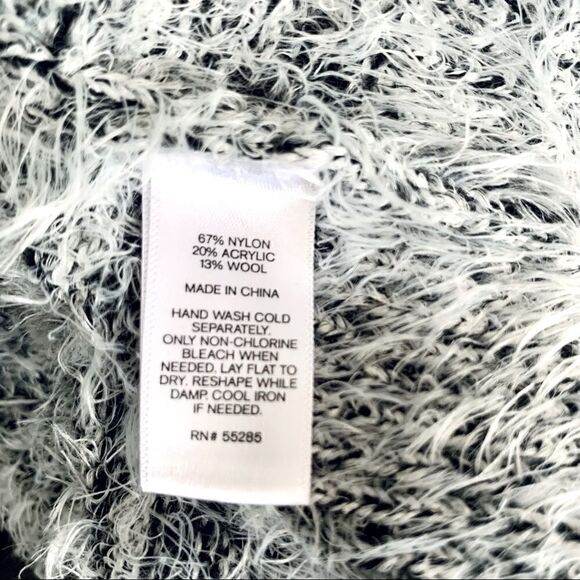 67% NYLON
20% ACRYLIC
13% WOOL
MADE IN CHINA
HAND WASH COLD
SEPARATELY.
ONLY NON-CHLORINE
BLEACH WHEN
NEEDED. LAY FLAT TO
DRY. RESHAPE WHILE
DAMP. COOL IRON
IF NEEDED.
RN# 55285